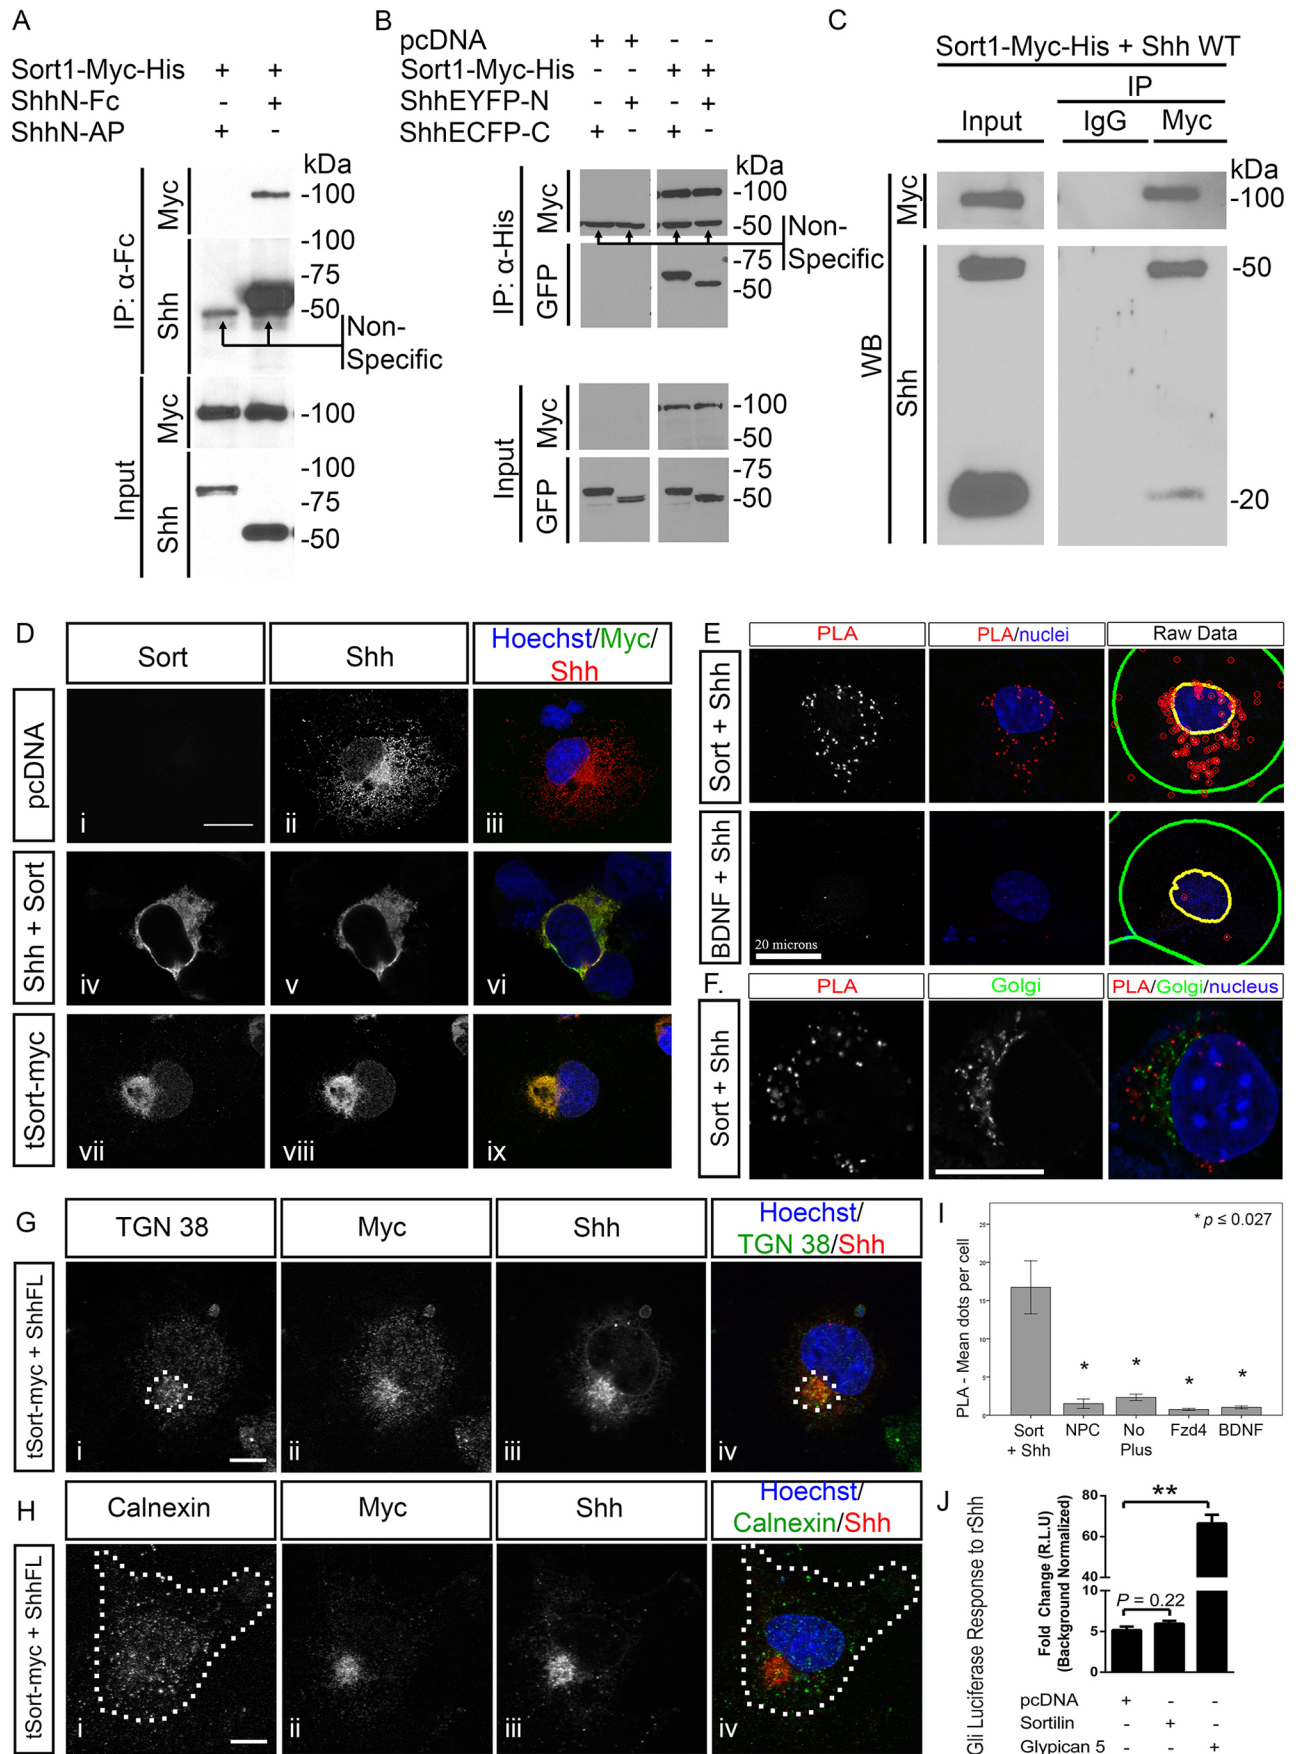 A
Sort1-Myc-His + +
ShhN-Fc - +
ShhN-AP + -
kDa
IP: α-Fc
Myc
-100
Shh
-100
-75
-50
Non-
Specific
Input
Myc
-100
Shh
-100
-75
-50
B
pcDNA + + - -
Sort1-Myc-His - - + +
ShhEYFP-N - + - +
ShhECFP-C + - + -
kDa
IP: α-His
Myc
-100
-50
Non-
Specific
GFP
-75
-50
Input
Myc
-100
-50
GFP
-75
-50
C
Sort1-Myc-His + Shh WT
IP
Input IgG Myc
kDa
WB
Myc
-100
Shh
-50
-20
D
Sort Shh Hoechst/Myc/
Shh
pcDNA
i ii iii
Shh + Sort
iv v vi
tSort-myc
vii viii ix
E
PLA PLA/nuclei Raw Data
Sort + Shh
BDNF + Shh
20 microns
F.
PLA Golgi PLA/Golgi/nucleus
Sort + Shh
G
TGN 38 Myc Shh Hoechst/
TGN 38/Shh
tSort-myc + ShhFL
i ii iii iv
H
Calnexin Myc Shh Hoechst/
Calnexin/Shh
tSort-myc + ShhFL
i ii iii iv
I
* p ≤ 0.027
PLA - Mean dots per cell
25
20
15
10
5
0
* * * *
Sort NPC No Fzd4 BDNF
+ Shh Plus
J
Gli Luciferase Response to rShh
Fold Change (R.L.U)
(Background Normalized)
80
60
40
10
5
0
**
P = 0.22
pcDNA + - -
Sortilin - + -
Glypican 5 - - +